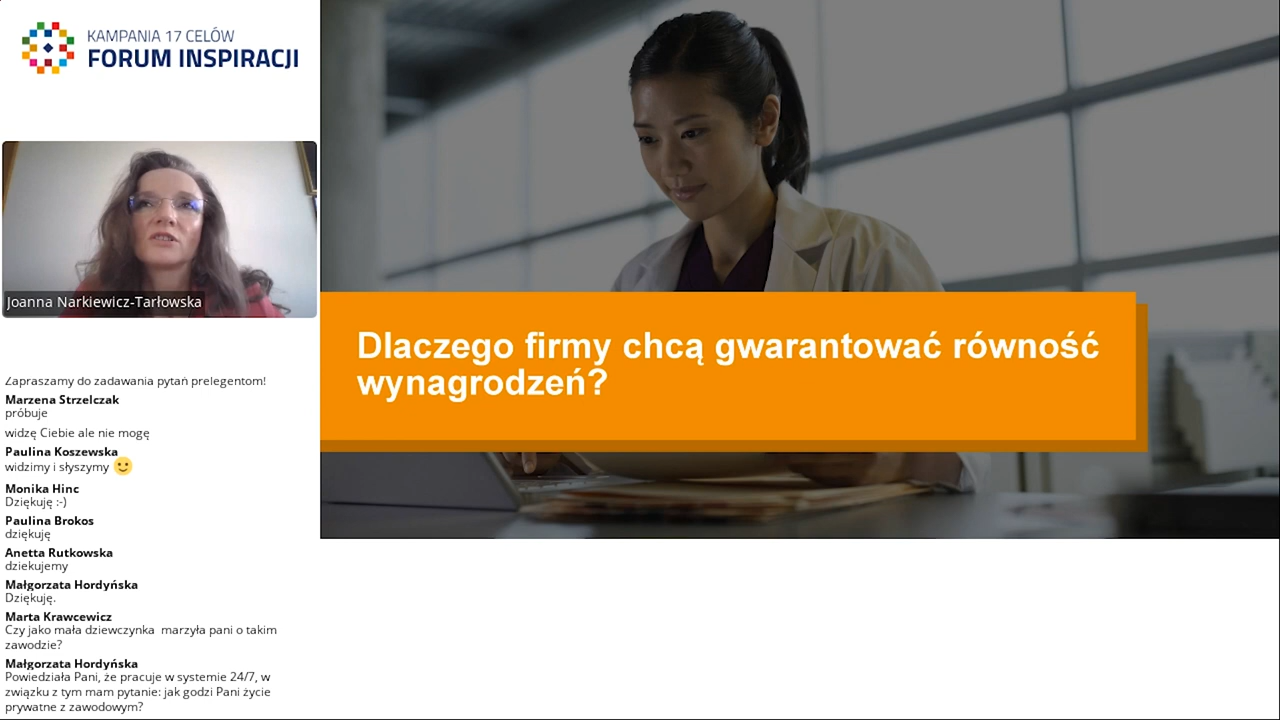 KAMPANIA 17 CELÓW
FORUM INSPIRACJI
Joanna Narkiewicz-Tarłowska
Dlaczego firmy chcą gwarantować równość
wynagrodzeń?
Zapraszamy do zadawania pytań prelegentom!
Marzena Strzelczak
próbuje
widzę Ciebie ale nie mogę
Paulina Koszewska
widzimy i słyszymy 🙂
Monika Hinc
Dziękuję :-)
Paulina Brokos
dziękuję
Anetta Rutkowska
dziekujemy
Małgorzata Hordyńska
Dziękuję.
Marta Krawcewicz
Czy jako mała dziewczynka  marzyła pani o takim
zawodzie?
Małgorzata Hordyńska
Powiedziała Pani, że pracuje w systemie 24/7, w
związku z tym mam pytanie: jak godzi Pani życie
prywatne z zawodowym?